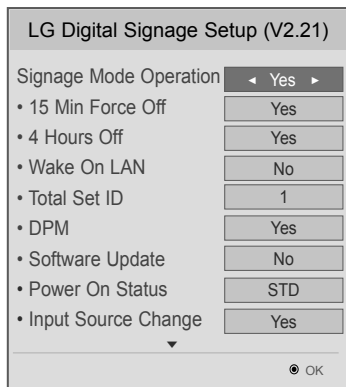 LG Digital Signage Setup (V2.21)
Signage Mode Operation ◄ Yes ►
• 15 Min Force Off Yes
• 4 Hours Off Yes
• Wake On LAN No
• Total Set ID 1
• DPM Yes
• Software Update No
• Power On Status STD
• Input Source Change Yes
▼
◉ OK